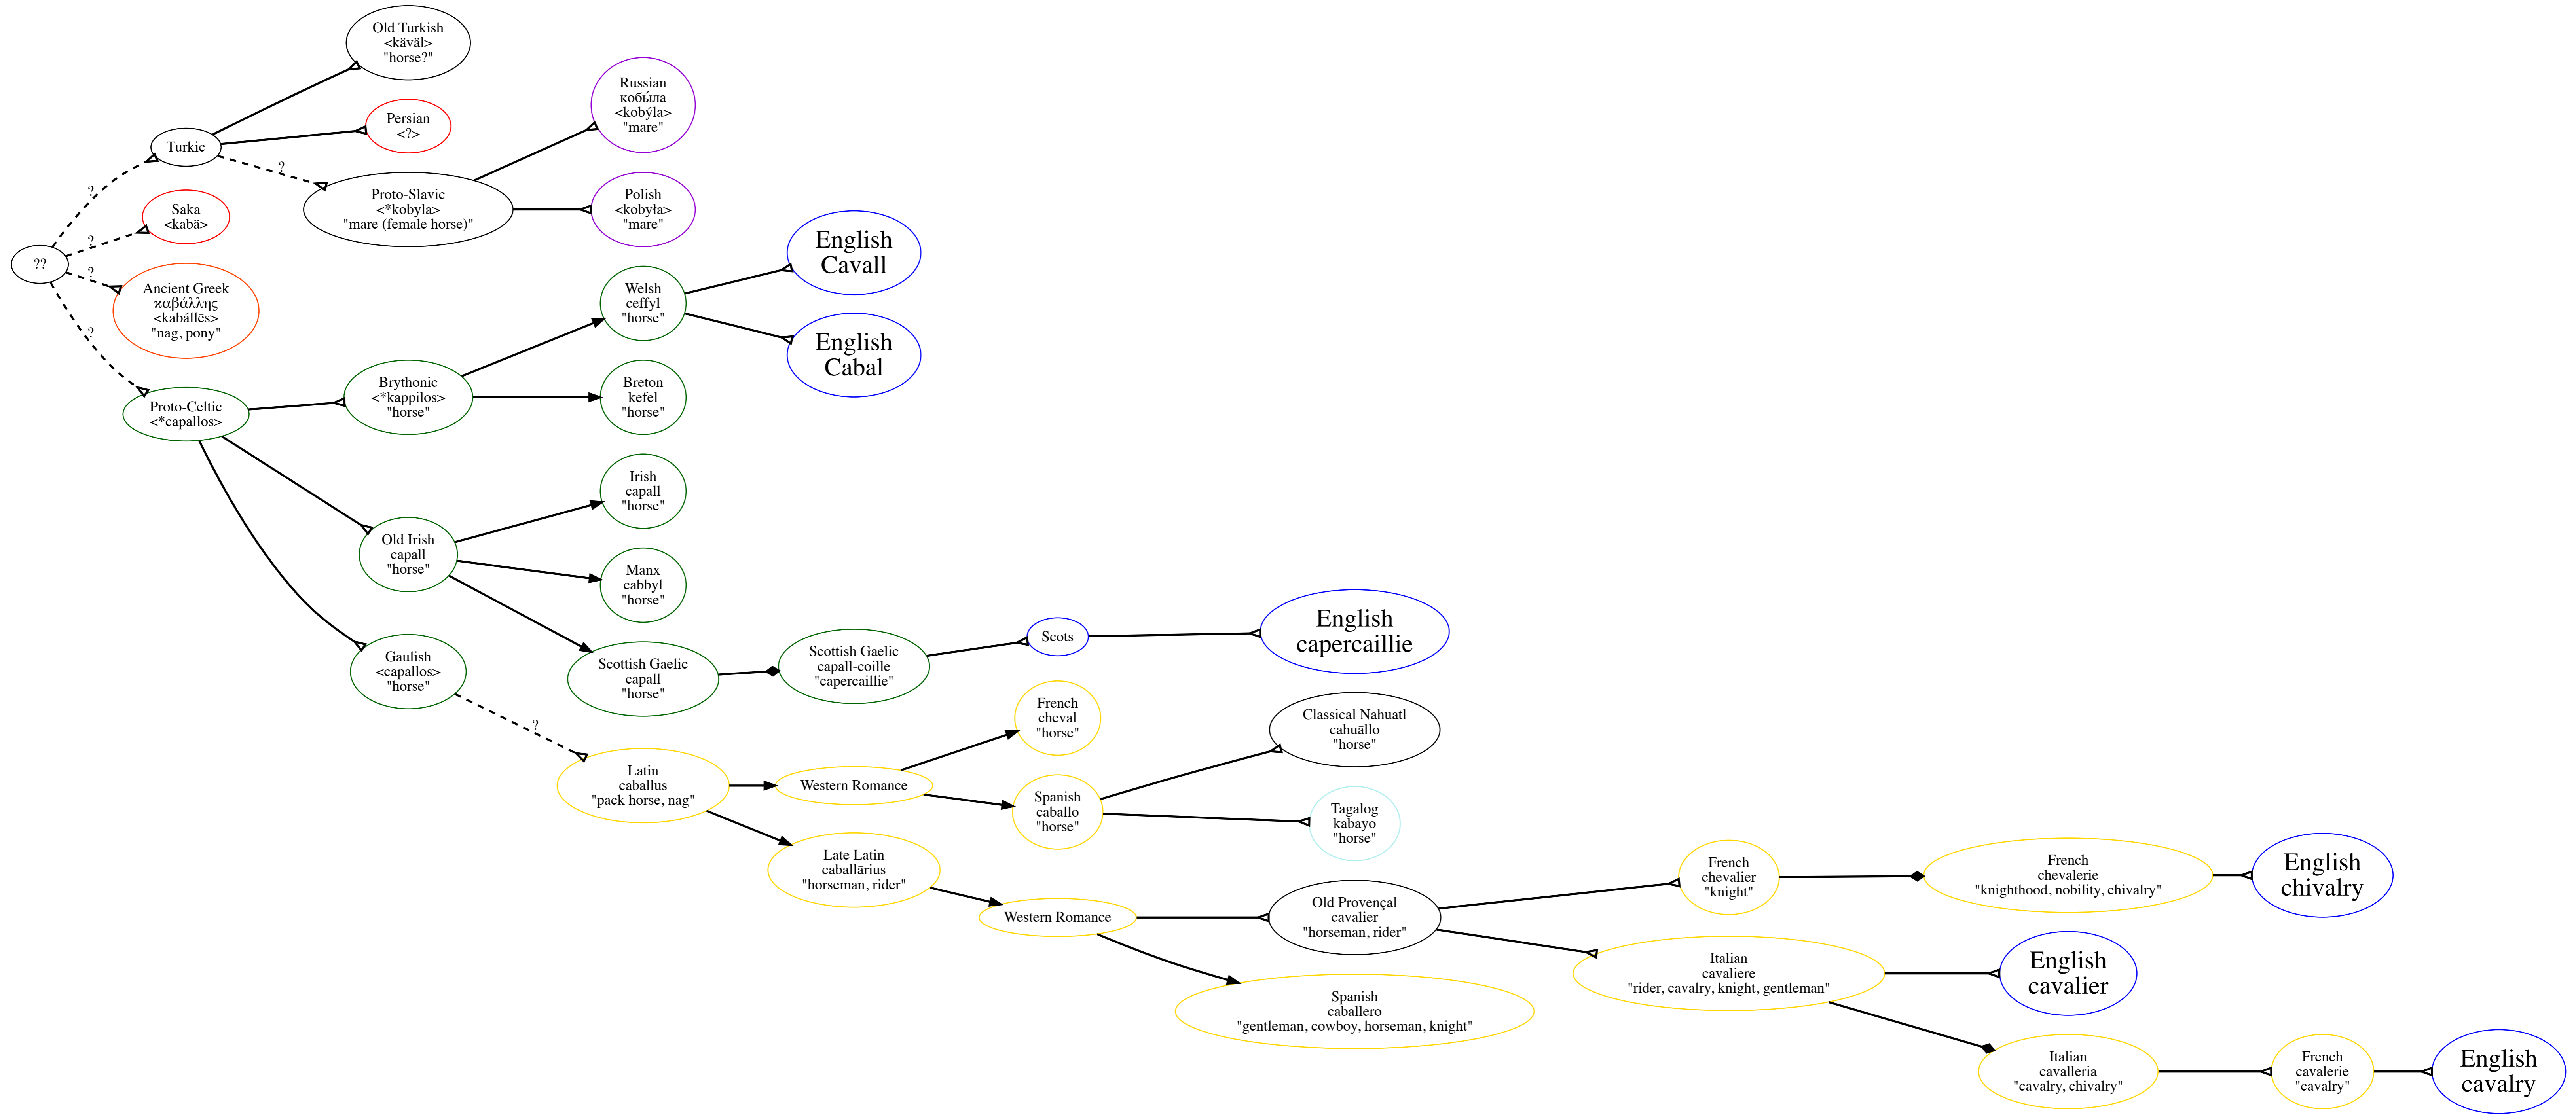 Old Turkish
<käväl>
"horse?"
Persian
<?>
Turkic
?
?
Russian
кобы́ла
<kobýla>
"mare"
Proto-Slavic
<*kobyla>
"mare (female horse)"
Polish
<kobyła>
"mare"
Saka
<kabä>
?
??
?
Ancient Greek
καβάλλης
<kabállēs>
"nag, pony"
?
Proto-Celtic
<*capallos>
Brythonic
<*kappilos>
"horse"
Welsh
ceffyl
"horse"
English
Cavall
English
Cabal
Breton
kefel
"horse"
Old Irish
capall
"horse"
Irish
capall
"horse"
Manx
cabbyl
"horse"
Scottish Gaelic
capall
"horse"
Scottish Gaelic
capall-coille
"capercaillie"
Scots
English
capercaillie
Gaulish
<capallos>
"horse"
?
Latin
caballus
"pack horse, nag"
Western Romance
French
cheval
"horse"
Spanish
caballo
"horse"
Classical Nahuatl
cahuāllo
"horse"
Tagalog
kabayo
"horse"
Late Latin
caballārius
"horseman, rider"
Western Romance
Old Provençal
cavalier
"horseman, rider"
Spanish
caballero
"gentleman, cowboy, horseman, knight"
French
chevalier
"knight"
French
chevalerie
"knighthood, nobility, chivalry"
English
chivalry
Italian
cavaliere
"rider, cavalry, knight, gentleman"
English
cavalier
Italian
cavalleria
"cavalry, chivalry"
French
cavalerie
"cavalry"
English
cavalry